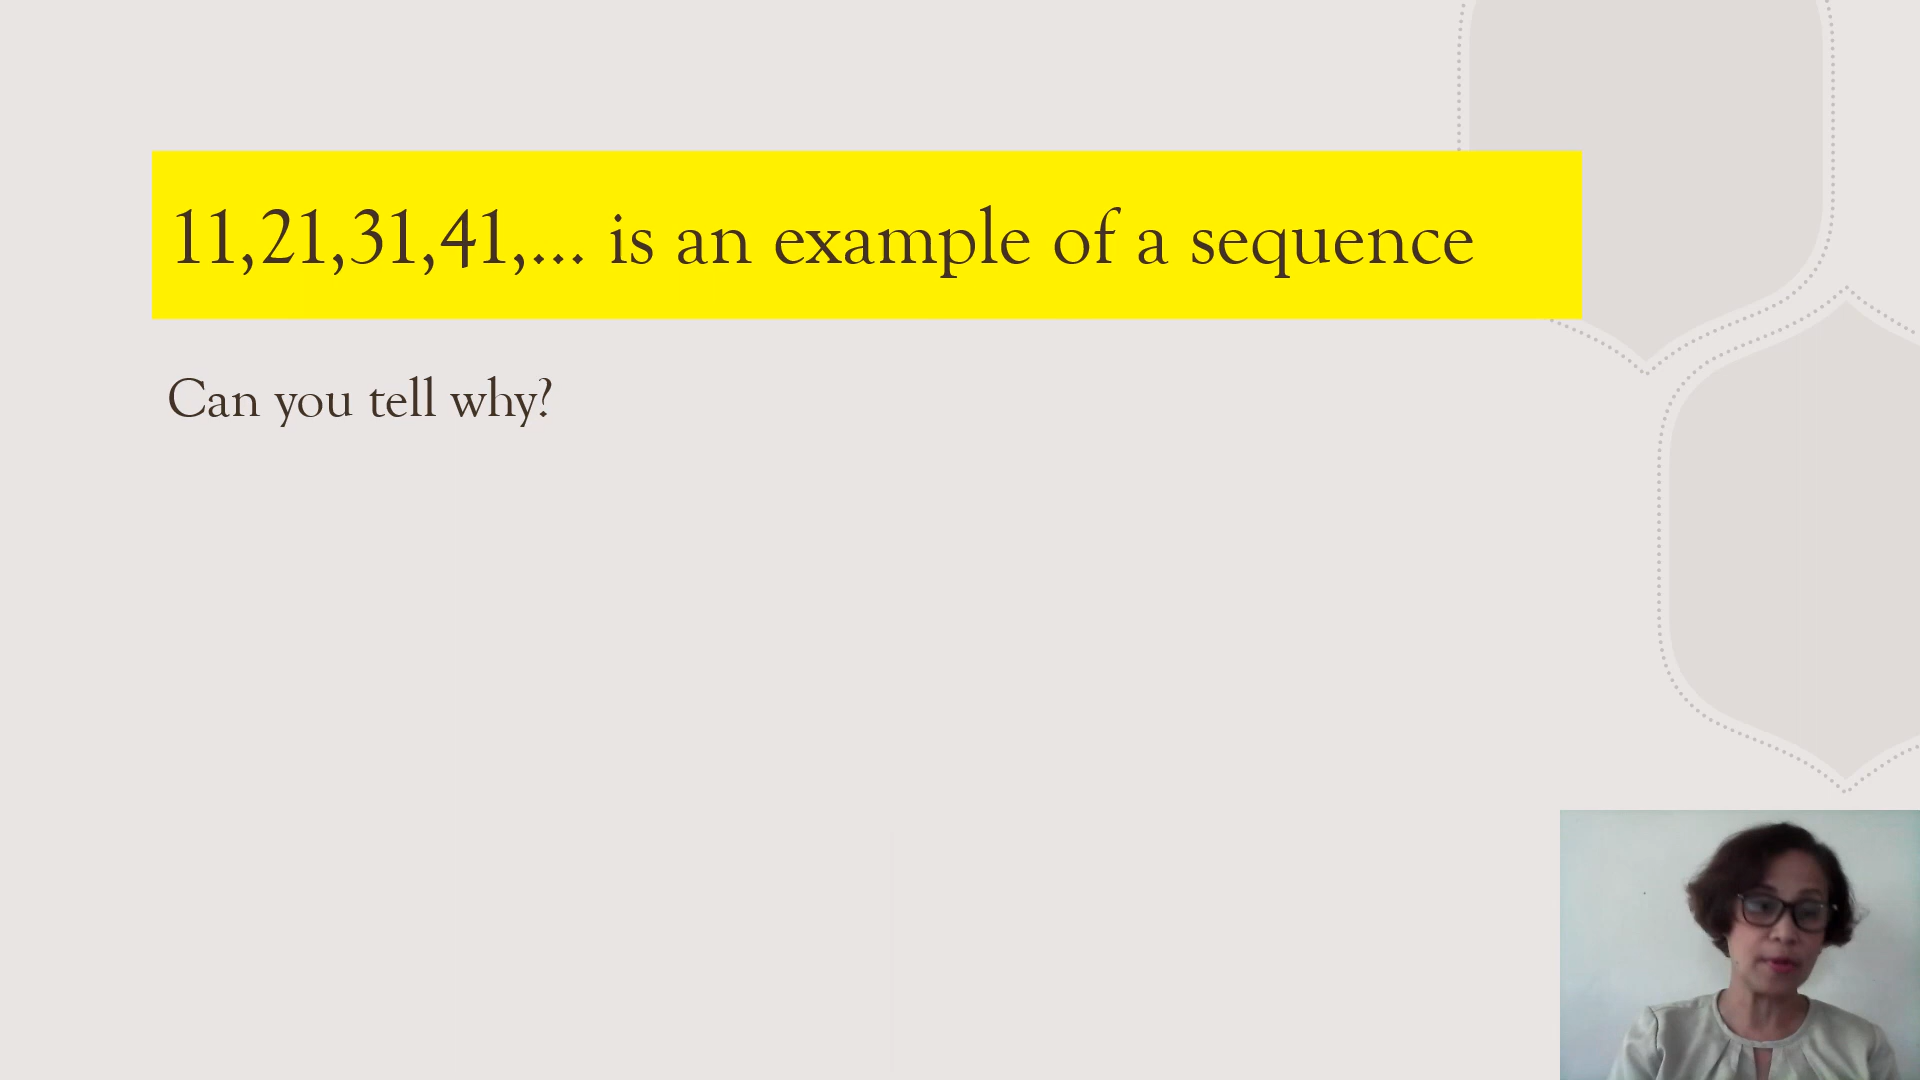 11,21,31,41,... is an example of a sequence
Can you tell why?